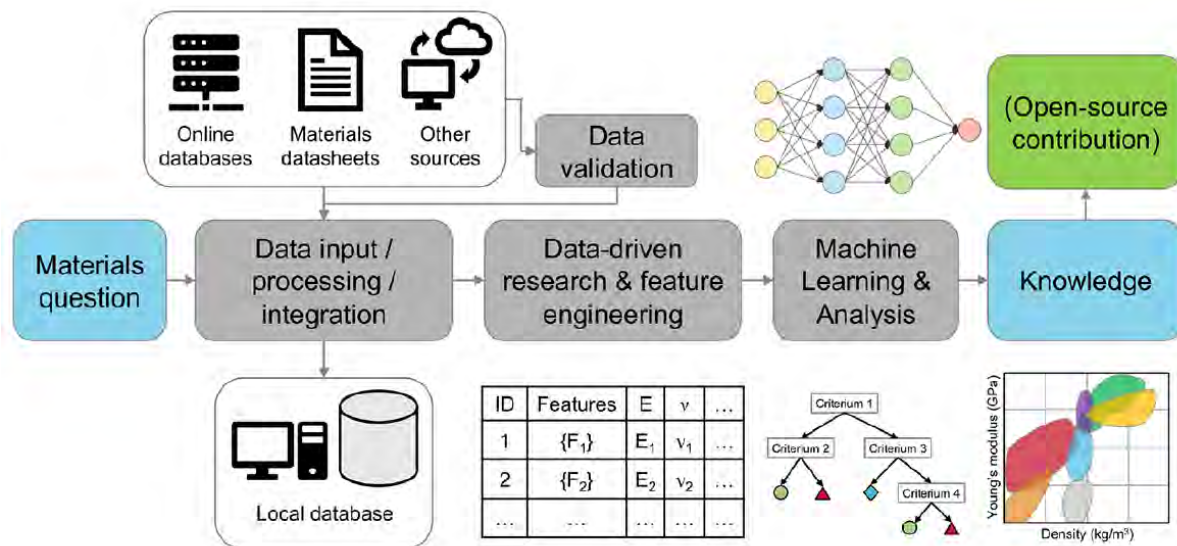 Online
databases
Materials
datasheets
Other
sources
Data
validation
(Open-source
contribution)
Materials
question
Data input /
processing /
integration
Data-driven
research & feature
engineering
Machine
Learning &
Analysis
Knowledge
Local database
ID Features E ν ...
1 {F₁} E₁ ν₁ ...
2 {F₂} E₂ ν₂ ...
... ... ... ... ...
Criterium 1
Criterium 2 Criterium 3
Criterium 4
Young's modulus (GPa)
Density (kg/m³)